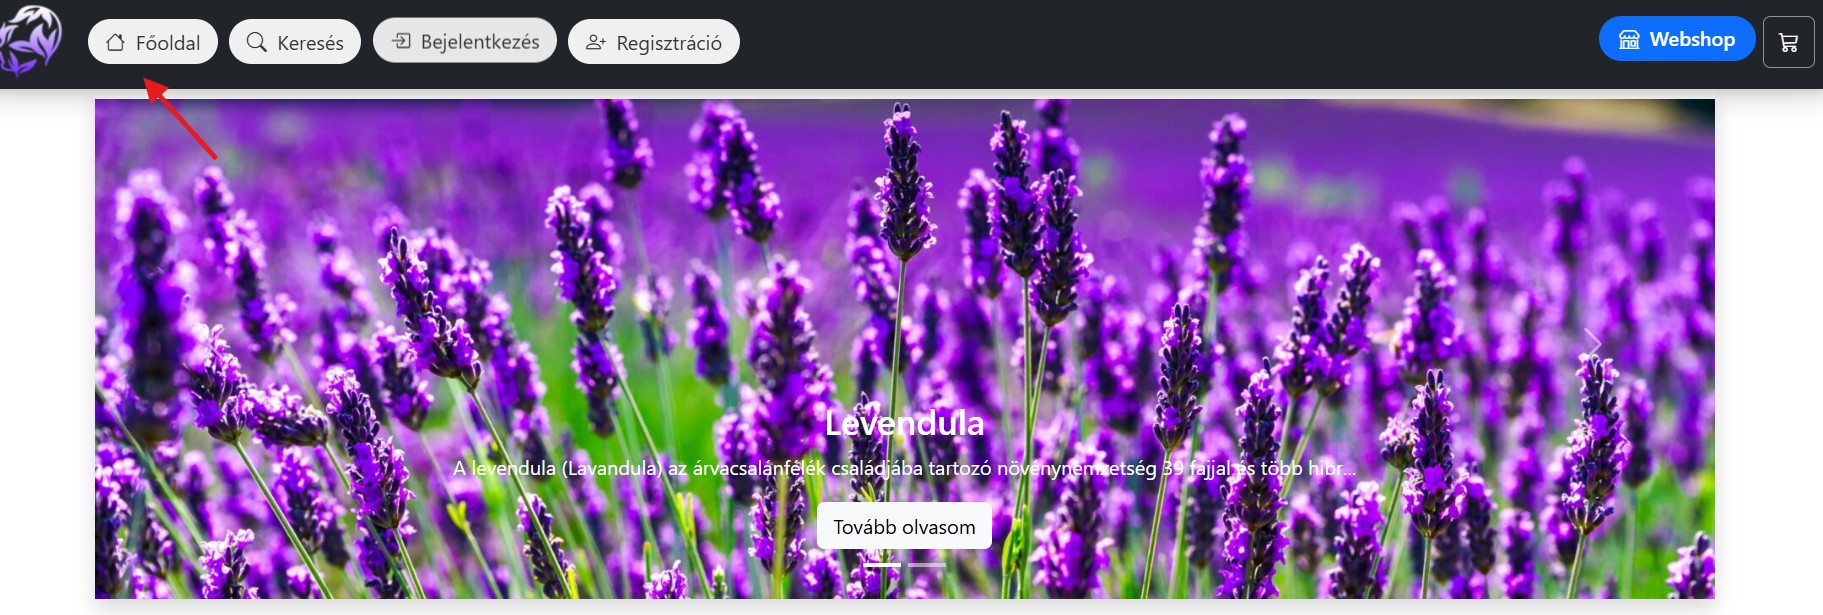 Főoldal
Keresés
Bejelentkezés
Regisztráció
Webshop
Levendula
A levendula (Lavandula) az árvacsalánfélék családjába tartozó növénynemzetség 39 fajjal és több hibr...
Tovább olvasom